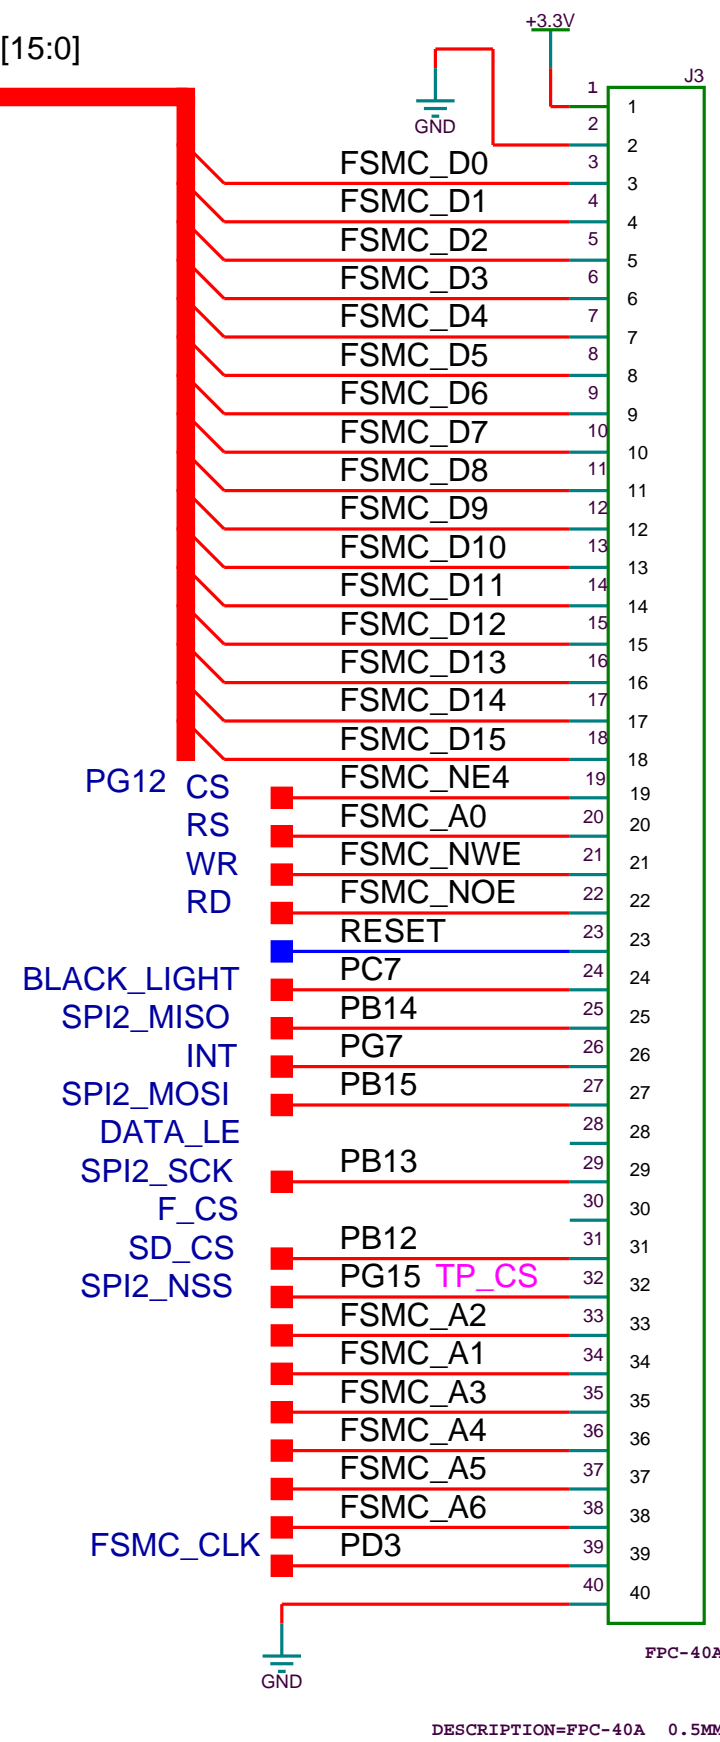 +3.3V
[15:0]
J3
1 1
GND
2 2
FSMC_D0 3 3
FSMC_D1 4 4
FSMC_D2 5 5
FSMC_D3 6 6
FSMC_D4 7 7
FSMC_D5 8 8
FSMC_D6 9 9
FSMC_D7 10 10
FSMC_D8 11 11
FSMC_D9 12 12
FSMC_D10 13 13
FSMC_D11 14 14
FSMC_D12 15 15
FSMC_D13 16 16
FSMC_D14 17 17
FSMC_D15 18 18
PG12 CS FSMC_NE4 19 19
RS FSMC_A0 20 20
WR FSMC_NWE 21 21
RD FSMC_NOE 22 22
RESET 23 23
BLACK_LIGHT PC7 24 24
SPI2_MISO PB14 25 25
INT PG7 26 26
SPI2_MOSI PB15 27 27
DATA_LE 28 28
SPI2_SCK PB13 29 29
F_CS 30 30
SD_CS PB12 31 31
SPI2_NSS PG15 TP_CS 32 32
FSMC_A2 33 33
FSMC_A1 34 34
FSMC_A3 35 35
FSMC_A4 36 36
FSMC_A5 37 37
FSMC_A6 38 38
FSMC_CLK PD3 39 39
40 40
GND
FPC-40A
DESCRIPTION=FPC-40A 0.5MM